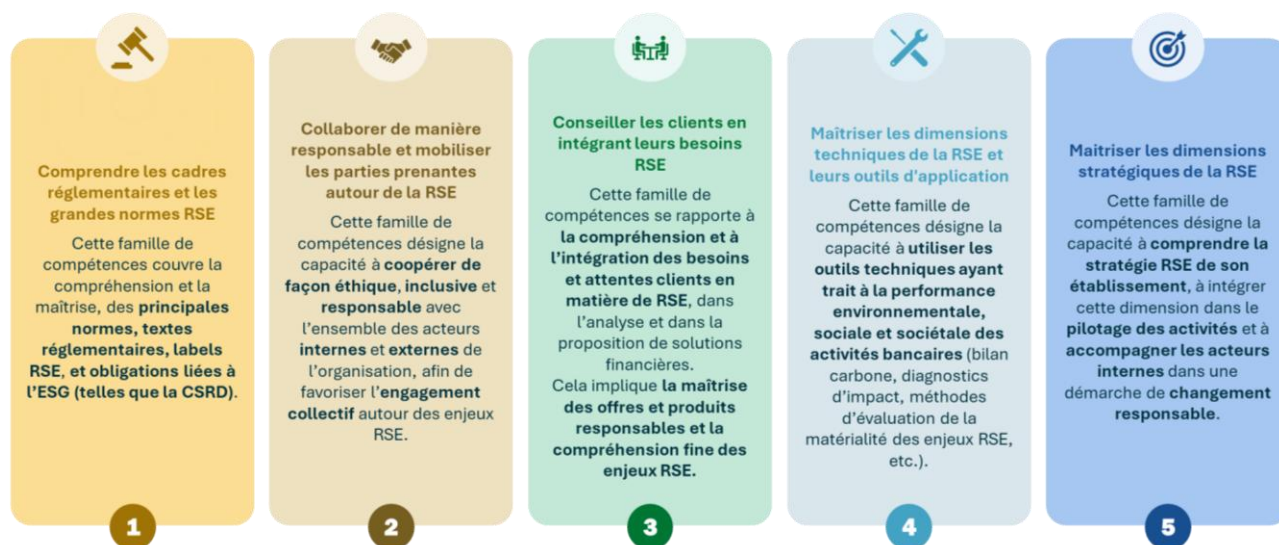 Comprendre les cadres
réglementaires et les
grandes normes RSE
Cette famille de
compétences couvre la
compréhension et la
maîtrise, des principales
normes, textes
réglementaires, labels
RSE, et obligations liées à
l'ESG (telles que la CSRD).
1
Collaborer de manière
responsable et mobiliser
les parties prenantes
autour de la RSE
Cette famille de
compétences désigne la
capacité à coopérer de
façon éthique, inclusive et
responsable avec
l'ensemble des acteurs
internes et externes de
l'organisation, afin de
favoriser l'engagement
collectif autour des enjeux
RSE.
2
Conseiller les clients en
intégrant leurs besoins
RSE
Cette famille de
compétences se rapporte à
la compréhension et à
l'intégration des besoins
et attentes clients en
matière de RSE, dans
l'analyse et dans la
proposition de solutions
financières.
Cela implique la maîtrise
des offres et produits
responsables et la
compréhension fine des
enjeux RSE.
3
Maîtriser les dimensions
techniques de la RSE et
leurs outils d'application
Cette famille de
compétences désigne la
capacité à utiliser les
outils techniques ayant
trait à la performance
environnementale,
sociale et sociétale des
activités bancaires (bilan
carbone, diagnostics
d'impact, méthodes
d'évaluation de la
matérialité des enjeux RSE,
etc.).
4
Maitriser les dimensions
stratégiques de la RSE
Cette famille de
compétences désigne la
capacité à comprendre la
stratégie RSE de son
établissement, à intégrer
cette dimension dans le
pilotage des activités et à
accompagner les acteurs
internes dans une
démarche de changement
responsable.
5